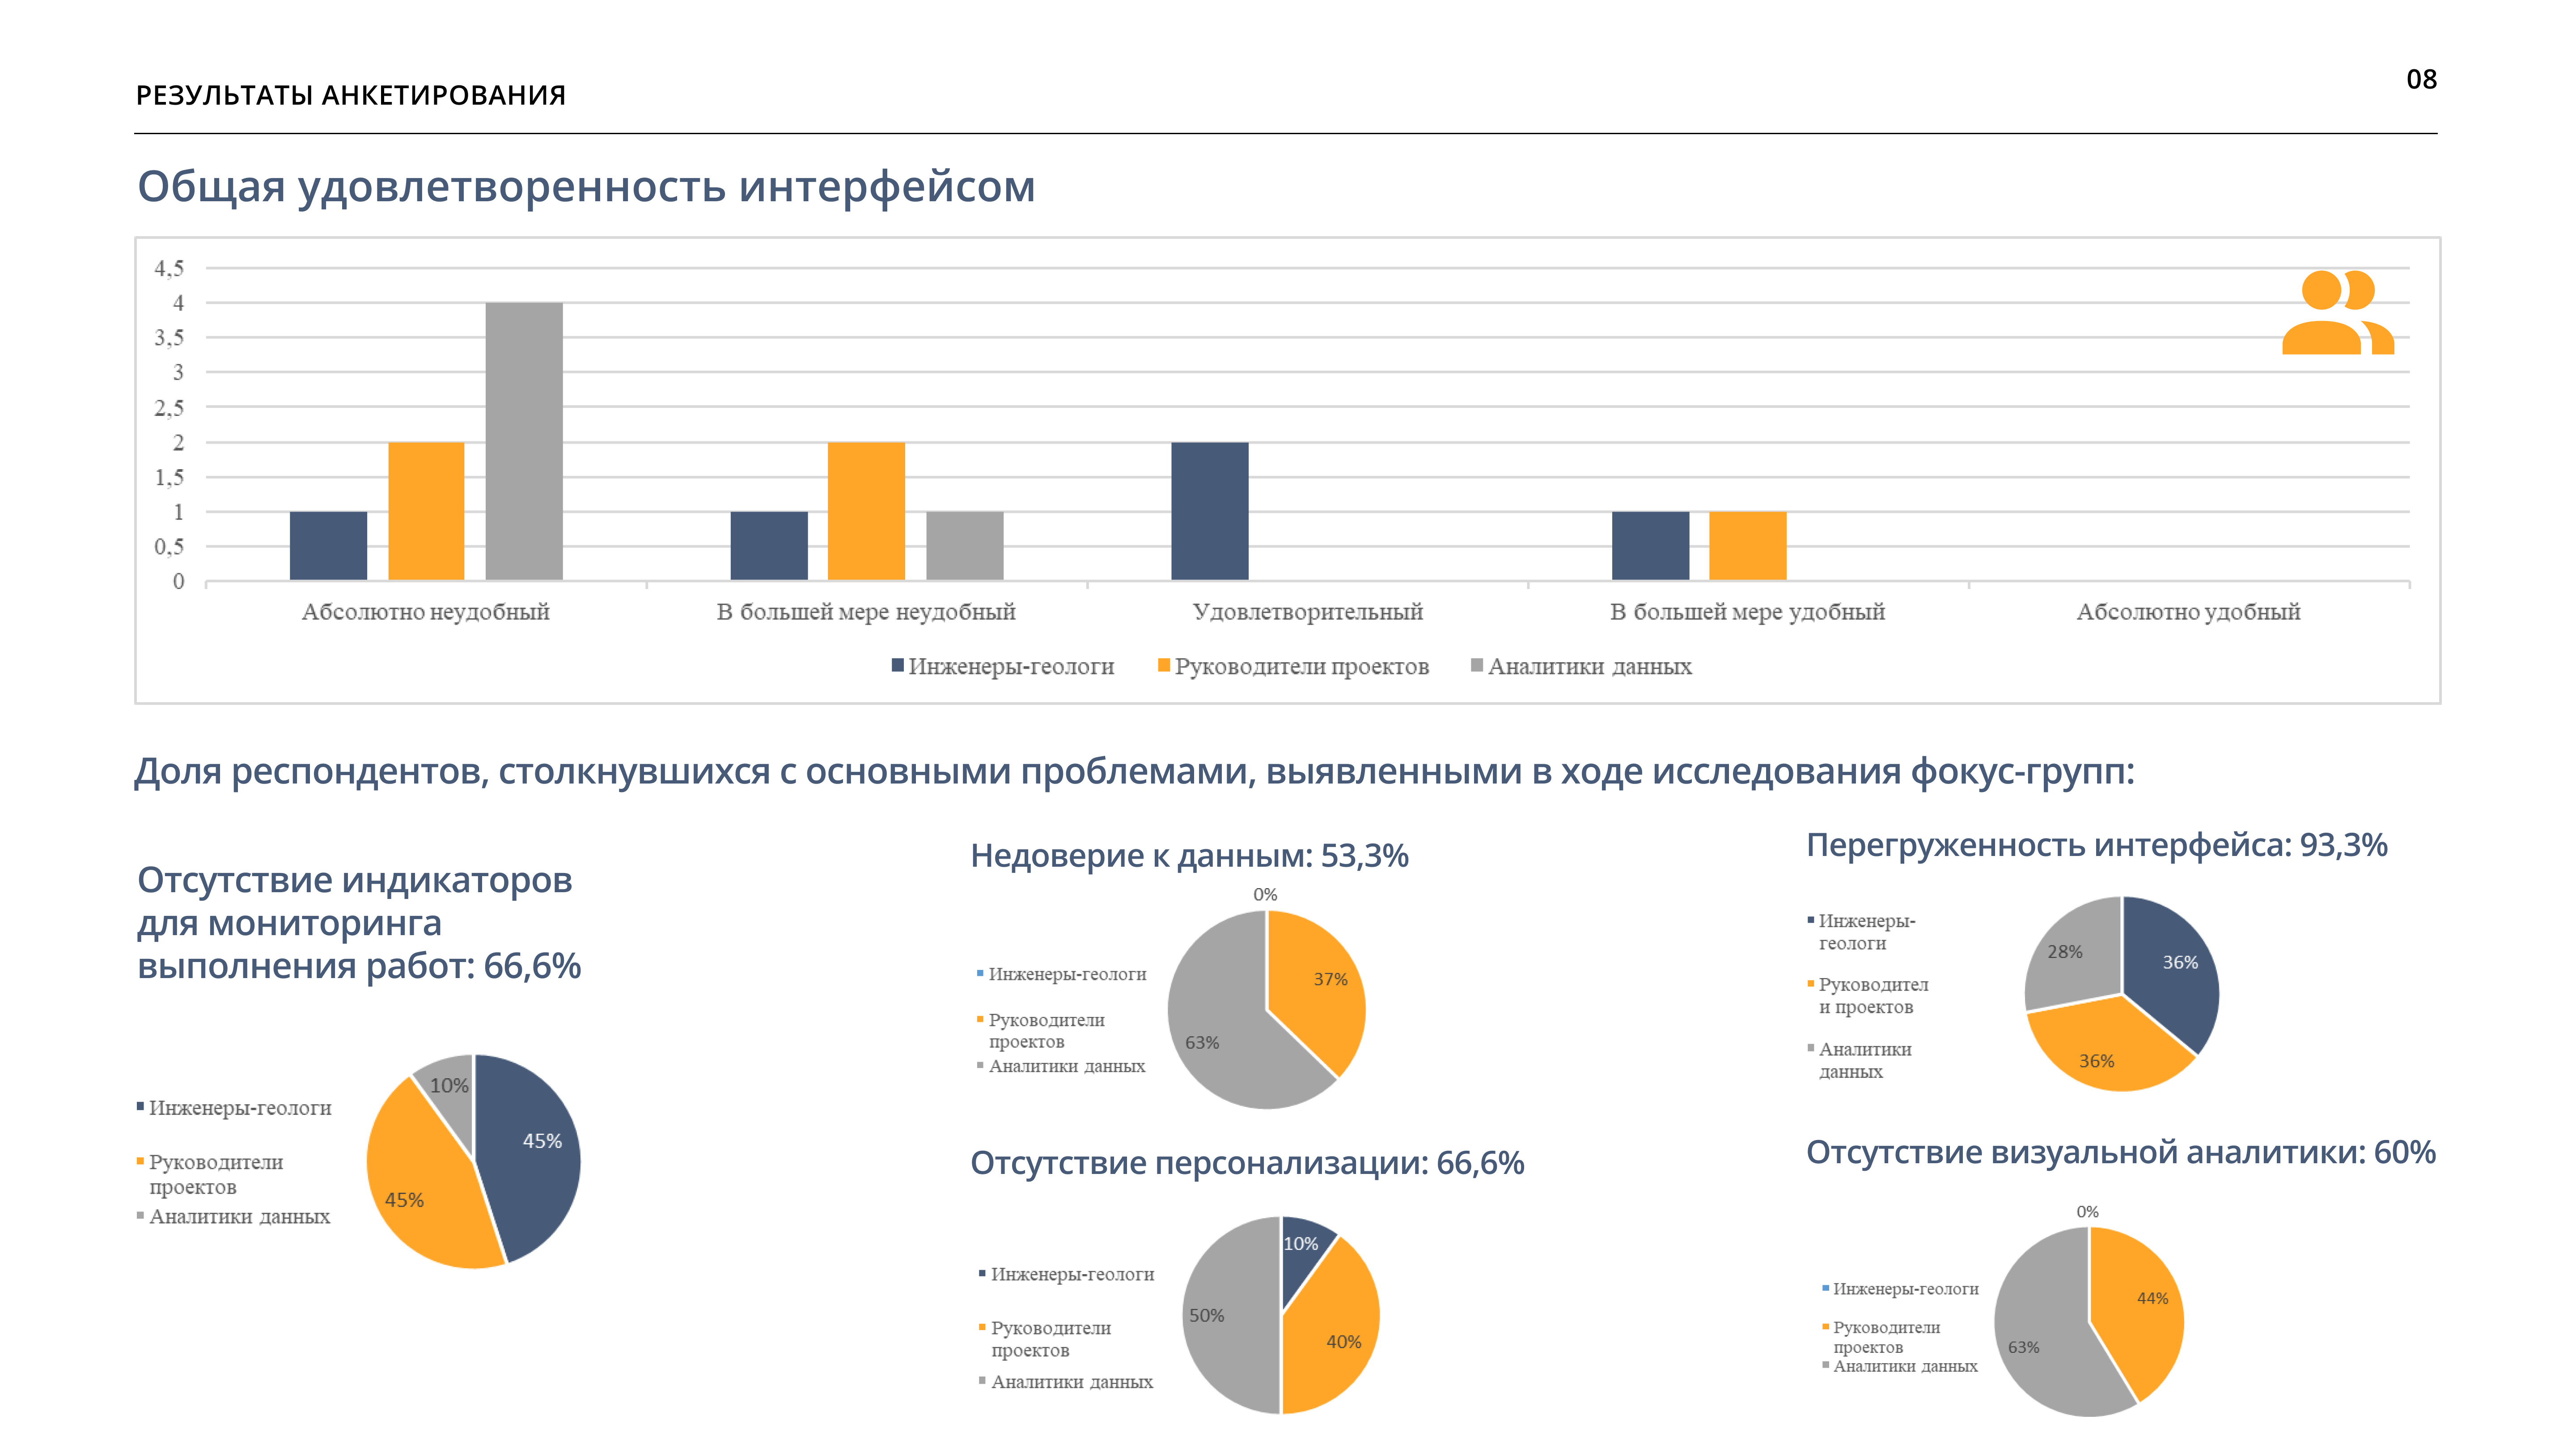 РЕЗУЛЬТАТЫ АНКЕТИРОВАНИЯ
08
Общая удовлетворенность интерфейсом
4,5
4
3,5
3
2,5
2
1,5
1
0,5
0
Абсолютно неудобный
В большей мере неудобный
Удовлетворительный
В большей мере удобный
Абсолютно удобный
Инженеры-геологи
Руководители проектов
Аналитики данных
Доля респондентов, столкнувшихся с основными проблемами, выявленными в ходе исследования фокус-групп:
Отсутствие индикаторов
для мониторинга
выполнения работ: 66,6%
Инженеры-геологи
Руководители
проектов
Аналитики данных
10%
45%
45%
Недоверие к данным: 53,3%
0%
Инженеры-геологи
Руководители
проектов
Аналитики данных
37%
63%
Отсутствие персонализации: 66,6%
Инженеры-геологи
Руководители
проектов
Аналитики данных
10%
50%
40%
Перегруженность интерфейса: 93,3%
Инженеры-
геологи
Руководител
и проектов
Аналитики
данных
28%
36%
36%
Отсутствие визуальной аналитики: 60%
0%
Инженеры-геологи
Руководители
проектов
Аналитики данных
44%
63%